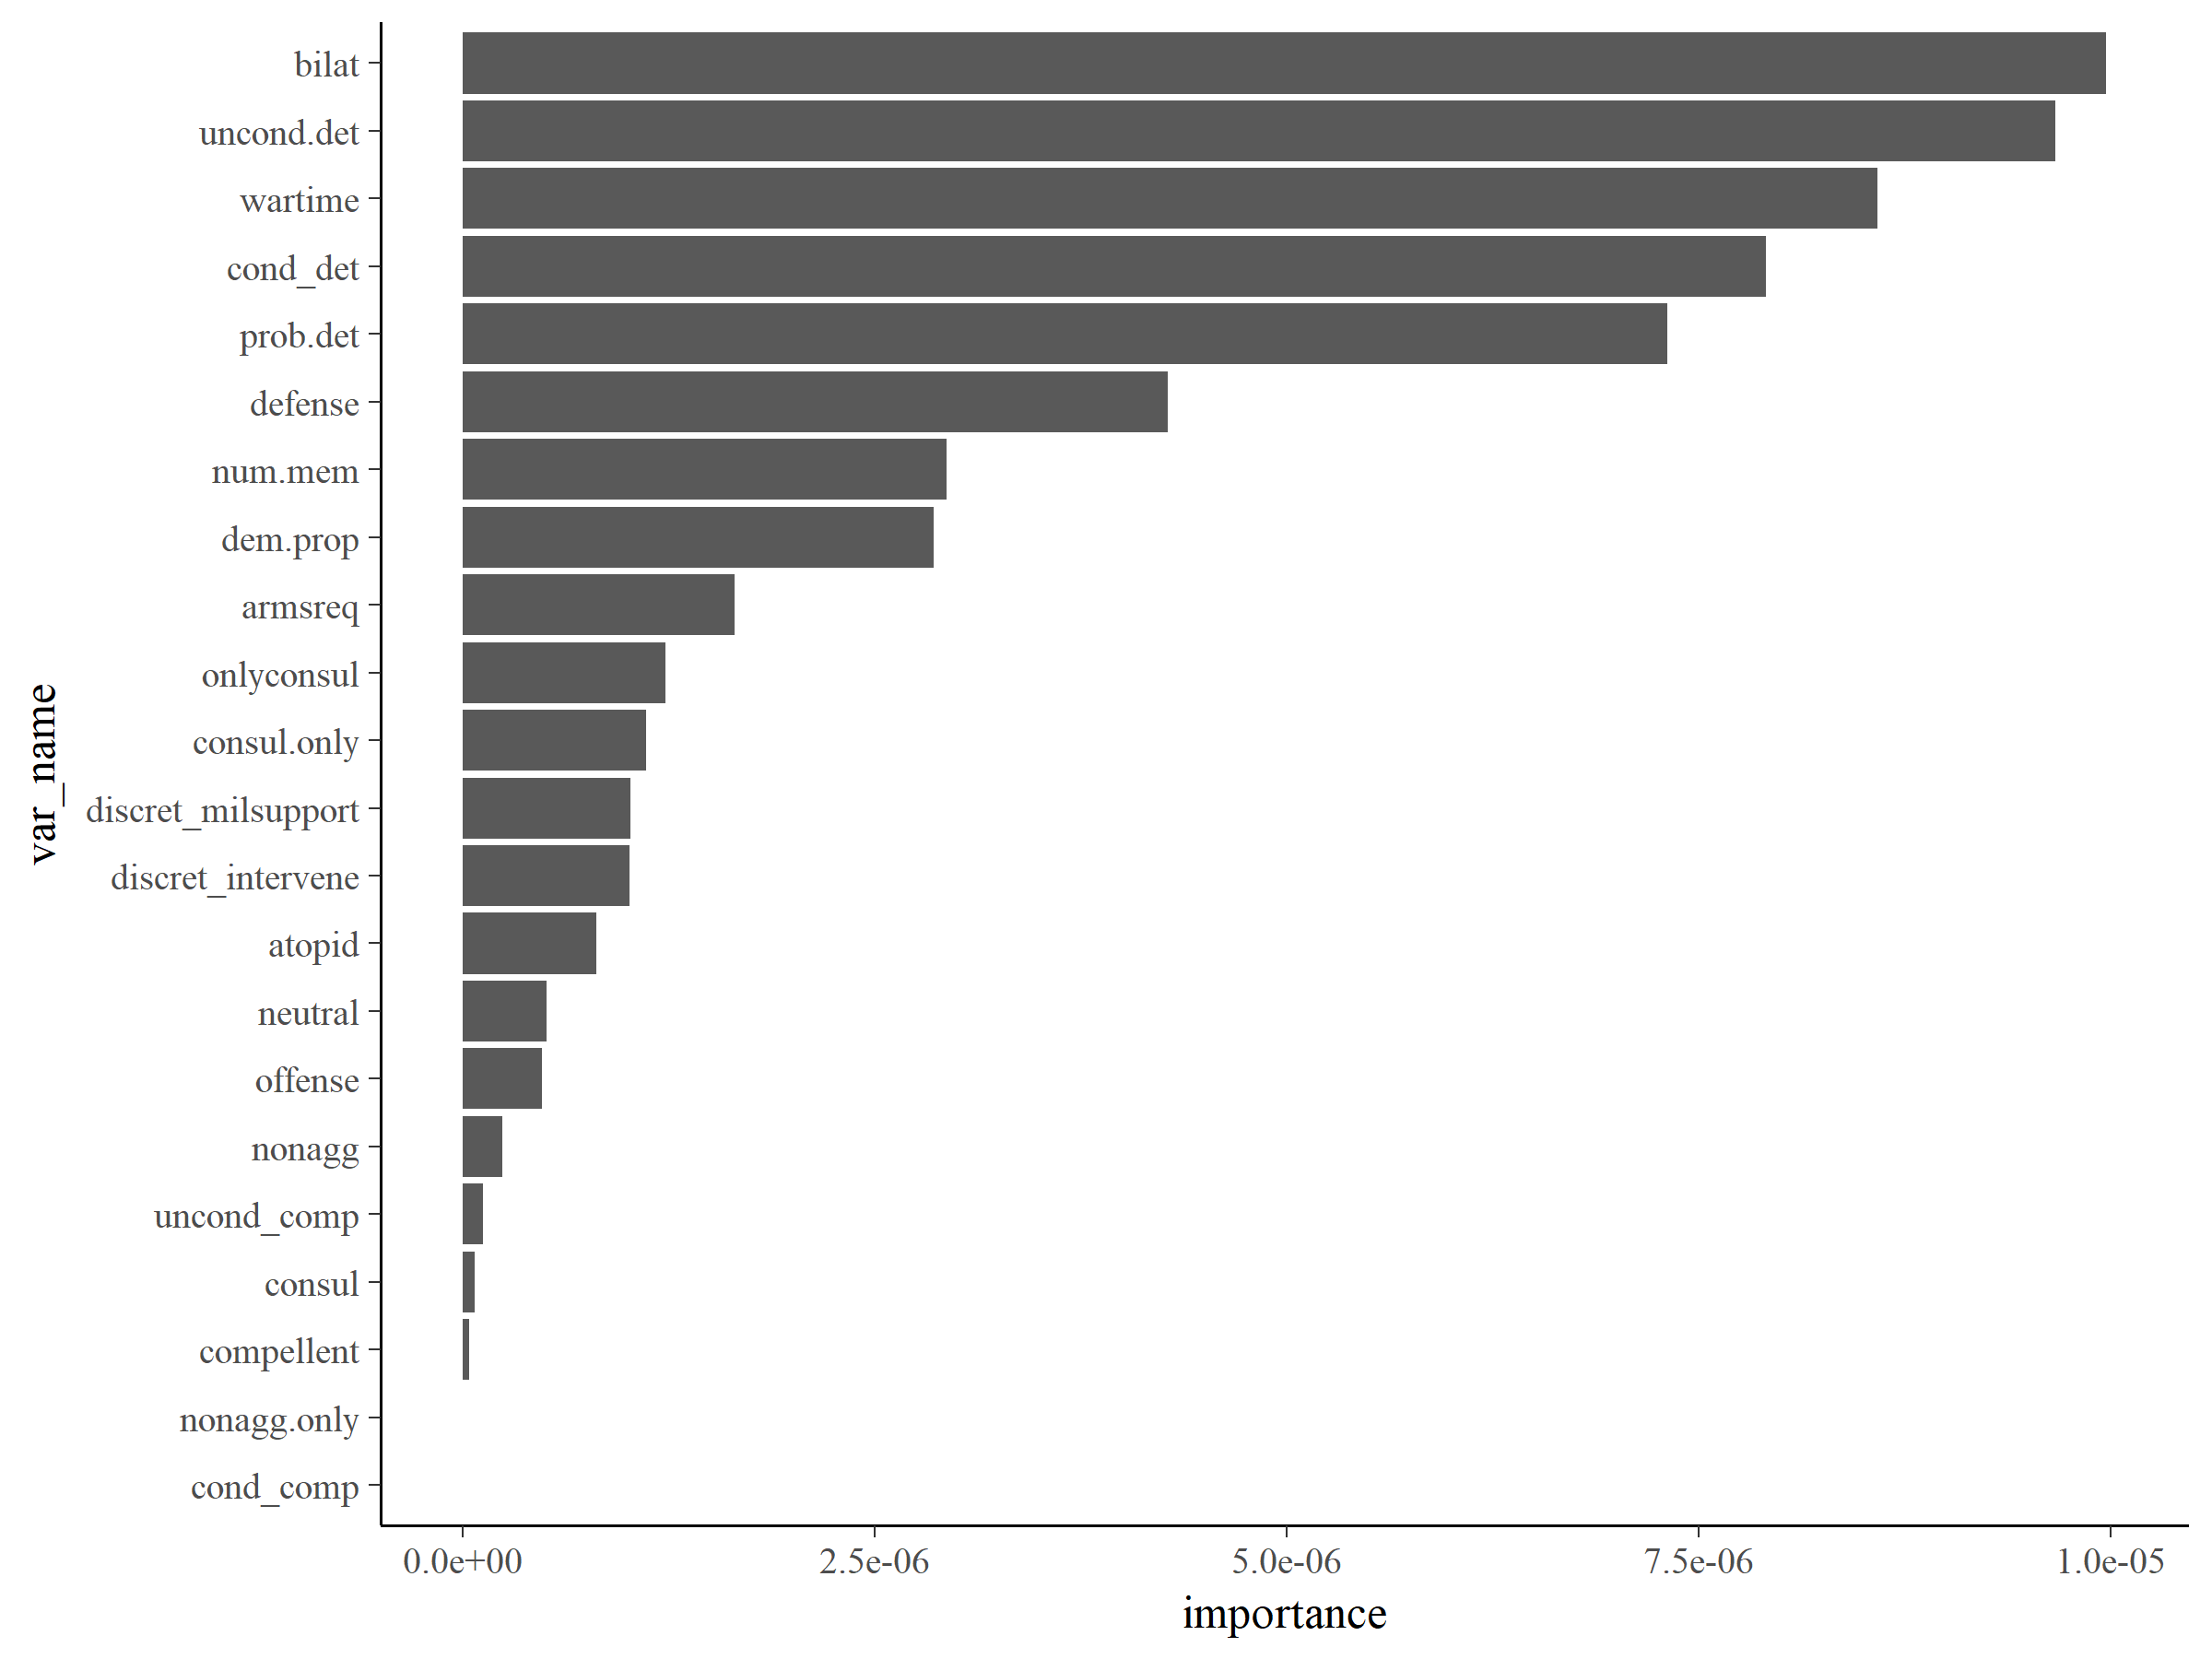 var_name
bilat
uncond.det
wartime
cond_det
prob.det
defense
num.mem
dem.prop
armsreq
onlyconsul
consul.only
discret_milsupport
discret_intervene
atopid
neutral
offense
nonagg
uncond_comp
consul
compellent
nonagg.only
cond_comp
0.0e+00 2.5e-06 5.0e-06 7.5e-06 1.0e-05
importance